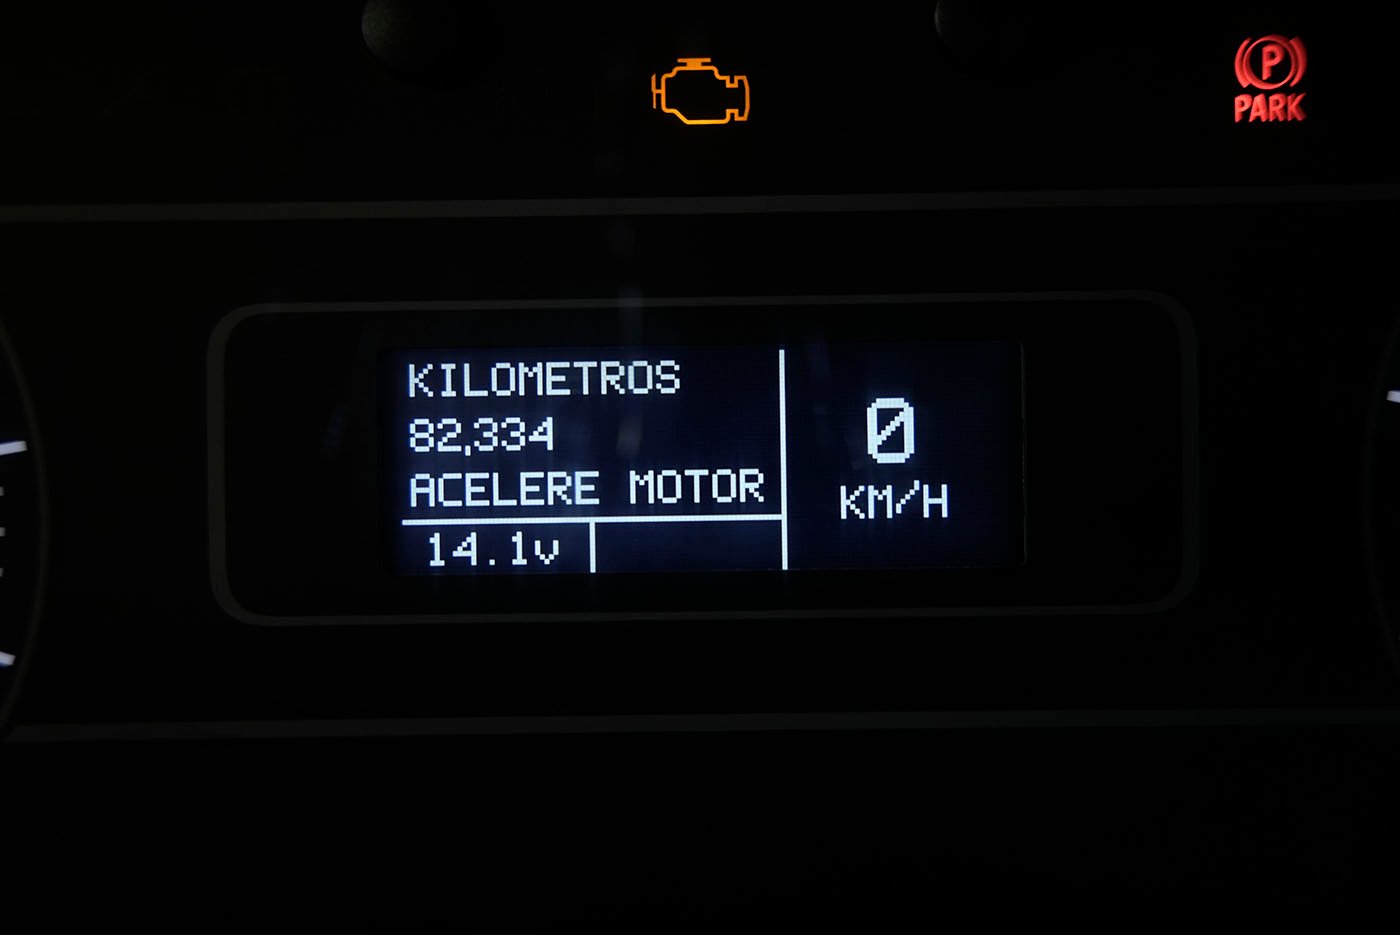 P
PARK
KILOMETROS
82,334
ACELERE MOTOR
14.1v
0
KM/H